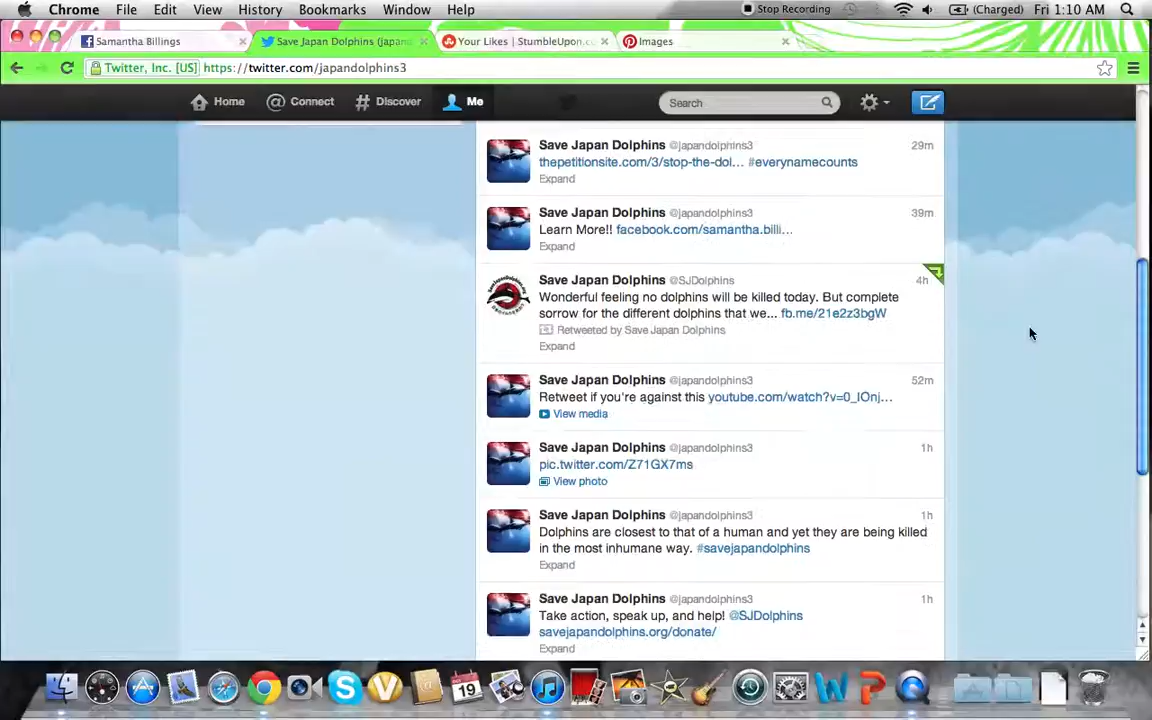 Chrome File Edit View History Bookmarks Window Help Stop Recording (Charged) Fri 1:10 AM
Samantha Billings Save Japan Dolphins (japan Your Likes | StumbleUpon.co Images
Twitter, Inc. [US] https://twitter.com/japandolphins3
Home Connect Discover Me Search
Save Japan Dolphins @japandolphins3 29m
thepetitionsite.com/3/stop-the-dol... #everynamecounts
Expand
Save Japan Dolphins @japandolphins3 39m
Learn More!! facebook.com/samantha.billi...
Expand
Save Japan Dolphins @SJDolphins 4h
Wonderful feeling no dolphins will be killed today. But complete
sorrow for the different dolphins that we... fb.me/21e2z3bgW
Retweeted by Save Japan Dolphins
Expand
Save Japan Dolphins @japandolphins3 52m
Retweet if you're against this youtube.com/watch?v=0_IOnj...
View media
Save Japan Dolphins @japandolphins3 1h
pic.twitter.com/Z71GX7ms
View photo
Save Japan Dolphins @japandolphins3 1h
Dolphins are closest to that of a human and yet they are being killed
in the most inhumane way. #savejapandolphins
Expand
Save Japan Dolphins @japandolphins3 1h
Take action, speak up, and help! @SJDolphins
savejapandolphins.org/donate/
Expand
OCT
19